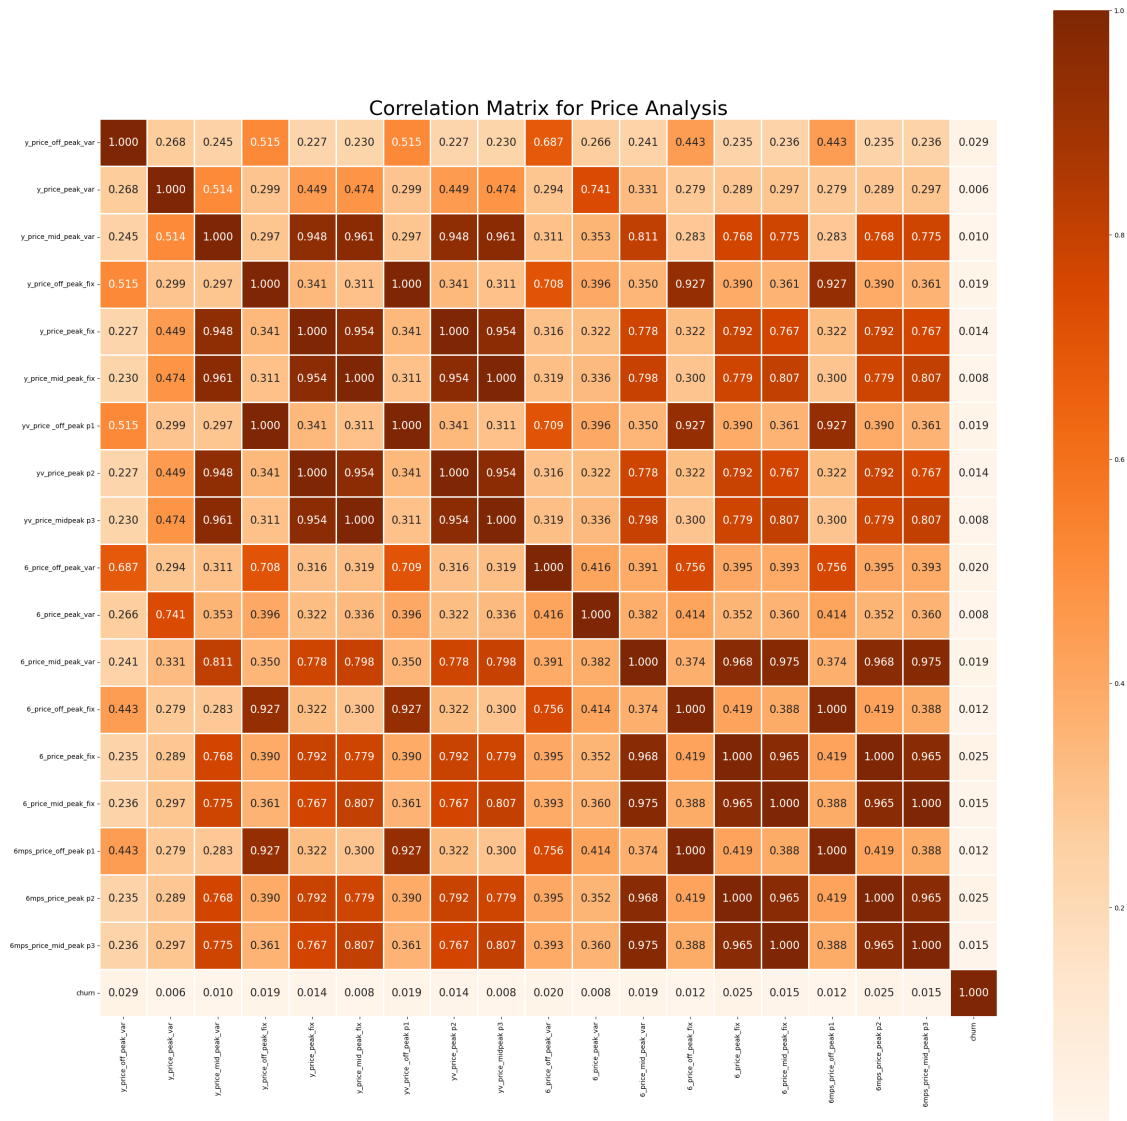 1.0
Correlation Matrix for Price Analysis
y_price_off_peak_var 1.000 0.268 0.245 0.515 0.227 0.230 0.515 0.227 0.230 0.687 0.266 0.241 0.443 0.235 0.236 0.443 0.235 0.236 0.029
y_price_peak_var 0.268 1.000 0.514 0.299 0.449 0.474 0.299 0.449 0.474 0.294 0.741 0.331 0.279 0.289 0.297 0.279 0.289 0.297 0.006
y_price_mid_peak_var 0.245 0.514 1.000 0.297 0.948 0.961 0.297 0.948 0.961 0.311 0.353 0.811 0.283 0.768 0.775 0.283 0.768 0.775 0.010
0.8
y_price_off_peak_fix 0.515 0.299 0.297 1.000 0.341 0.311 1.000 0.341 0.311 0.708 0.396 0.350 0.927 0.390 0.361 0.927 0.390 0.361 0.019
y_price_peak_fix 0.227 0.449 0.948 0.341 1.000 0.954 0.341 1.000 0.954 0.316 0.322 0.778 0.322 0.792 0.767 0.322 0.792 0.767 0.014
y_price_mid_peak_fix 0.230 0.474 0.961 0.311 0.954 1.000 0.311 0.954 1.000 0.319 0.336 0.798 0.300 0.779 0.807 0.300 0.779 0.807 0.008
yv_price _off_peak p1 0.515 0.299 0.297 1.000 0.341 0.311 1.000 0.341 0.311 0.709 0.396 0.350 0.927 0.390 0.361 0.927 0.390 0.361 0.019
0.6
yv_price_peak p2 0.227 0.449 0.948 0.341 1.000 0.954 0.341 1.000 0.954 0.316 0.322 0.778 0.322 0.792 0.767 0.322 0.792 0.767 0.014
yv_price_midpeak p3 0.230 0.474 0.961 0.311 0.954 1.000 0.311 0.954 1.000 0.319 0.336 0.798 0.300 0.779 0.807 0.300 0.779 0.807 0.008
6_price_off_peak_var 0.687 0.294 0.311 0.708 0.316 0.319 0.709 0.316 0.319 1.000 0.416 0.391 0.756 0.395 0.393 0.756 0.395 0.393 0.020
6_price_peak_var 0.266 0.741 0.353 0.396 0.322 0.336 0.396 0.322 0.336 0.416 1.000 0.382 0.414 0.352 0.360 0.414 0.352 0.360 0.008
6_price_mid_peak_var 0.241 0.331 0.811 0.350 0.778 0.798 0.350 0.778 0.798 0.391 0.382 1.000 0.374 0.968 0.975 0.374 0.968 0.975 0.019
0.4
6_price_off_peak_fix 0.443 0.279 0.283 0.927 0.322 0.300 0.927 0.322 0.300 0.756 0.414 0.374 1.000 0.419 0.388 1.000 0.419 0.388 0.012
6_price_peak_fix 0.235 0.289 0.768 0.390 0.792 0.779 0.390 0.792 0.779 0.395 0.352 0.968 0.419 1.000 0.965 0.419 1.000 0.965 0.025
6_price_mid_peak_fix 0.236 0.297 0.775 0.361 0.767 0.807 0.361 0.767 0.807 0.393 0.360 0.975 0.388 0.965 1.000 0.388 0.965 1.000 0.015
6mps_price_off_peak p1 0.443 0.279 0.283 0.927 0.322 0.300 0.927 0.322 0.300 0.756 0.414 0.374 1.000 0.419 0.388 1.000 0.419 0.388 0.012
6mps_price_peak p2 0.235 0.289 0.768 0.390 0.792 0.779 0.390 0.792 0.779 0.395 0.352 0.968 0.419 1.000 0.965 0.419 1.000 0.965 0.025
0.2
6mps_price_mid_peak p3 0.236 0.297 0.775 0.361 0.767 0.807 0.361 0.767 0.807 0.393 0.360 0.975 0.388 0.965 1.000 0.388 0.965 1.000 0.015
churn 0.029 0.006 0.010 0.019 0.014 0.008 0.019 0.014 0.008 0.020 0.008 0.019 0.012 0.025 0.015 0.012 0.025 0.015 1.000
y_price_off_peak_var
y_price_peak_var
y_price_mid_peak_var
y_price_off_peak_fix
y_price_peak_fix
y_price_mid_peak_fix
yv_price _off_peak p1
yv_price_peak p2
yv_price_midpeak p3
6_price_off_peak_var
6_price_peak_var
6_price_mid_peak_var
6_price_off_peak_fix
6_price_peak_fix
6_price_mid_peak_fix
6mps_price_off_peak p1
6mps_price_peak p2
6mps_price_mid_peak p3
churn